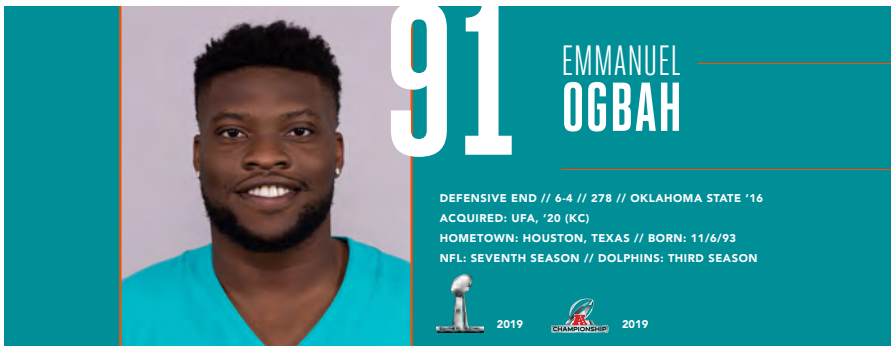 91
EMMANUEL
OGBAH
DEFENSIVE END // 6-4 // 278 // OKLAHOMA STATE ’16
ACQUIRED: UFA, ’20 (KC)
HOMETOWN: HOUSTON, TEXAS // BORN: 11/6/93
NFL: SEVENTH SEASON // DOLPHINS: THIRD SEASON
2019
A
CHAMPIONSHIP
2019